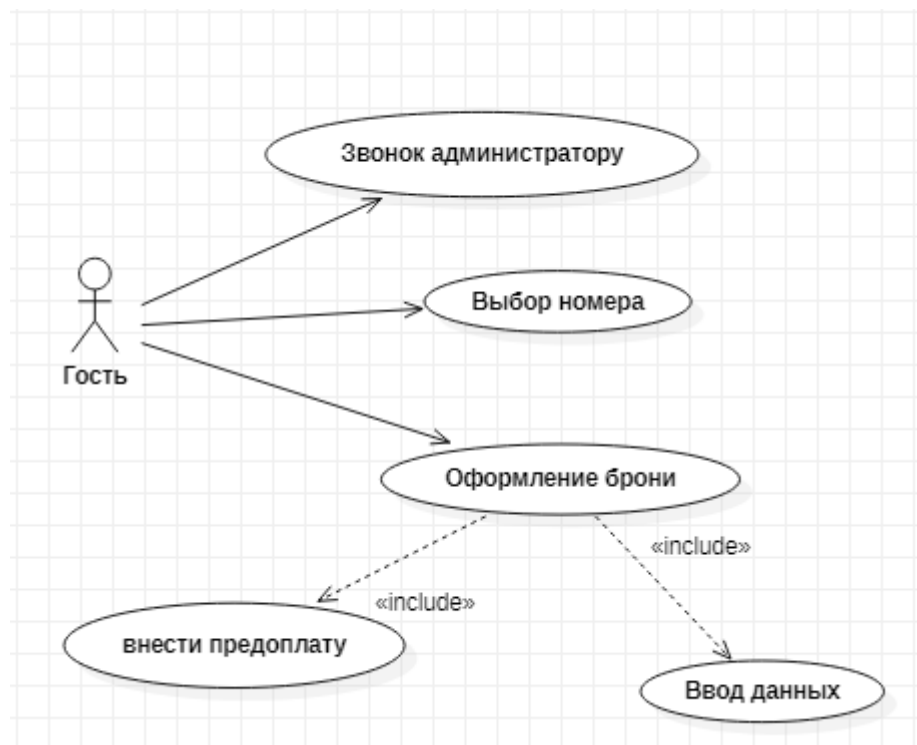 Звонок администратору
Выбор номера
Гость
Оформление брони
«include»
«include»
внести предоплату
Ввод данных